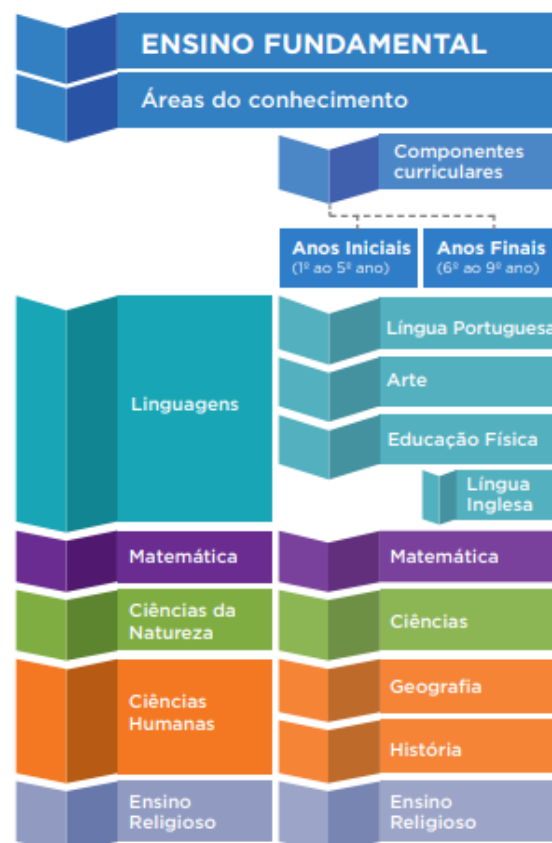 ENSINO FUNDAMENTAL
Áreas do conhecimento
Componentes
curriculares
Anos Iniciais
(1º ao 5º ano)
Anos Finais
(6º ao 9º ano)
Linguagens
Língua Portuguesa
Arte
Educação Física
Língua
Inglesa
Matemática
Matemática
Ciências da
Natureza
Ciências
Ciências
Humanas
Geografia
História
Ensino
Religioso
Ensino
Religioso